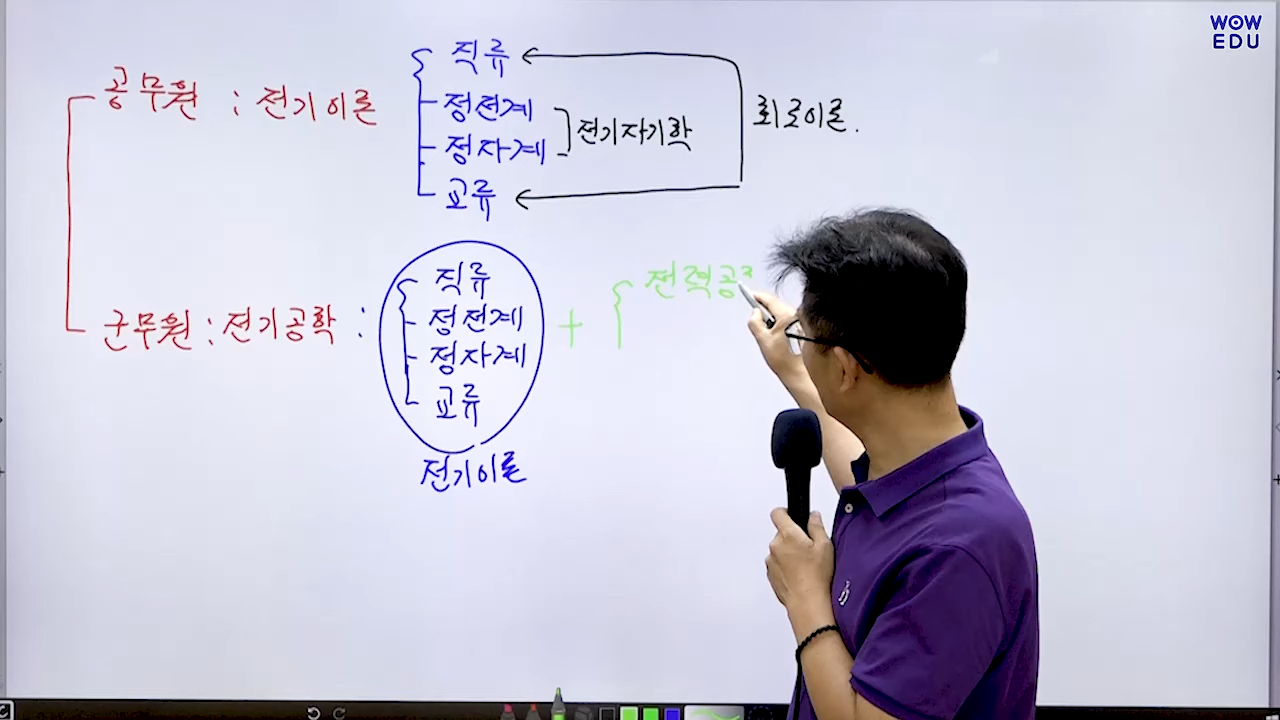 WOW
EDU
공무원 : 전기이론
직류
정전계
정자계
교류
전기자기학
회로이론.
군무원 : 전기공학 :
직류
정전계
정자계
교류
전기이론
+
전력공